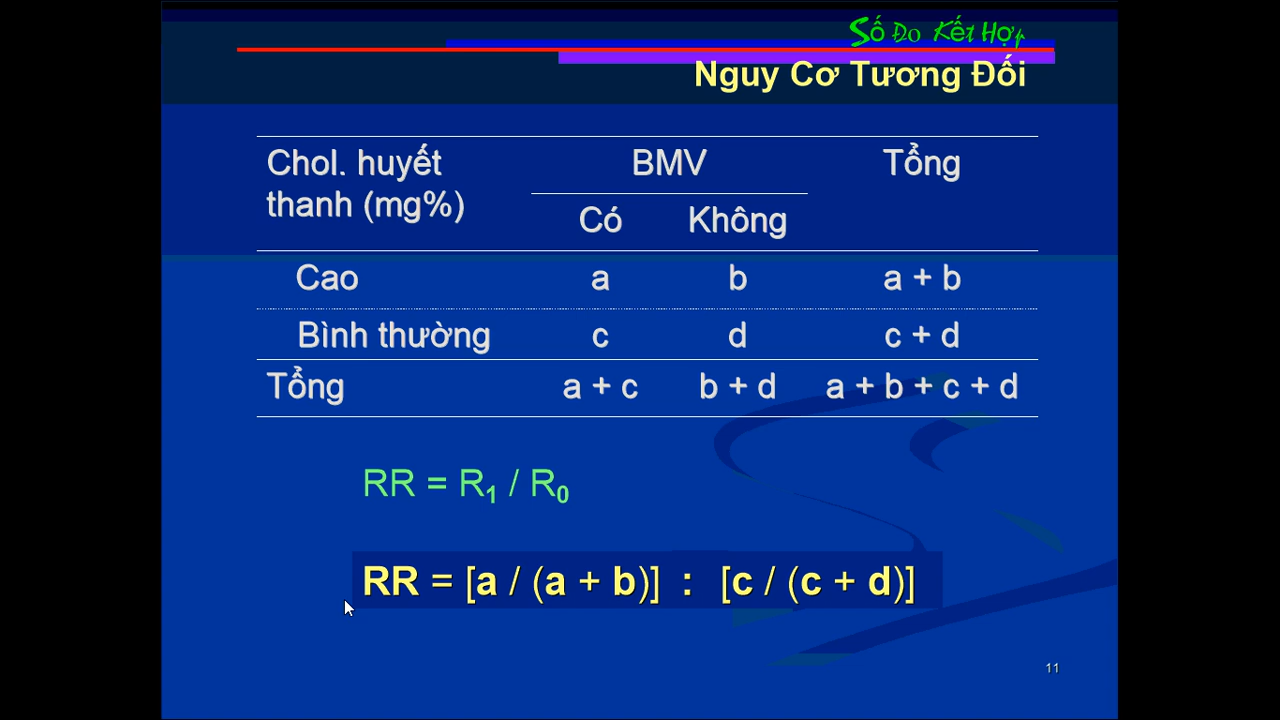 Số Đo Kết Hợp
Nguy Cơ Tương Đối
Chol. huyết thanh (mg%) BMV Tổng
Có Không
Cao a b a + b
Bình thường c d c + d
Tổng a + c b + d a + b + c + d
RR = R1 / R0
RR = [a / (a + b)] : [c / (c + d)]
11